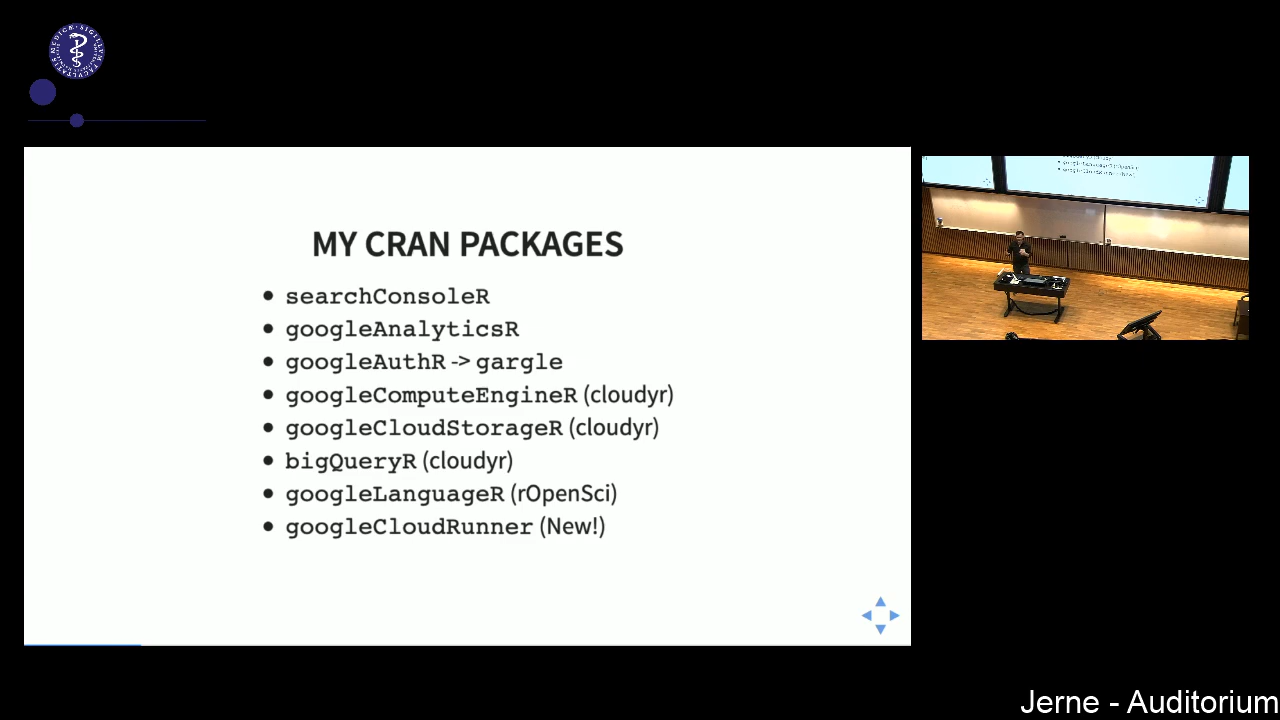 MY CRAN PACKAGES
searchConsoleR
googleAnalyticsR
googleAuthR -> gargle
googleComputeEngineR (cloudyr)
googleCloudStorageR (cloudyr)
bigQueryR (cloudyr)
googleLanguageR (rOpenSci)
googleCloudRunner (New!)
Jerne - Auditorium